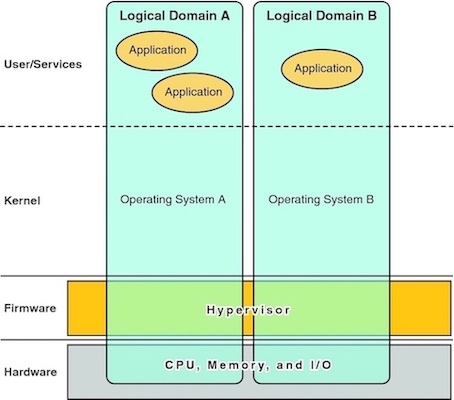 Logical Domain A
Logical Domain B
User/Services
Application
Application
Application
Kernel
Operating System A
Operating System B
Firmware
Hypervisor
Hardware
CPU, Memory, and I/O